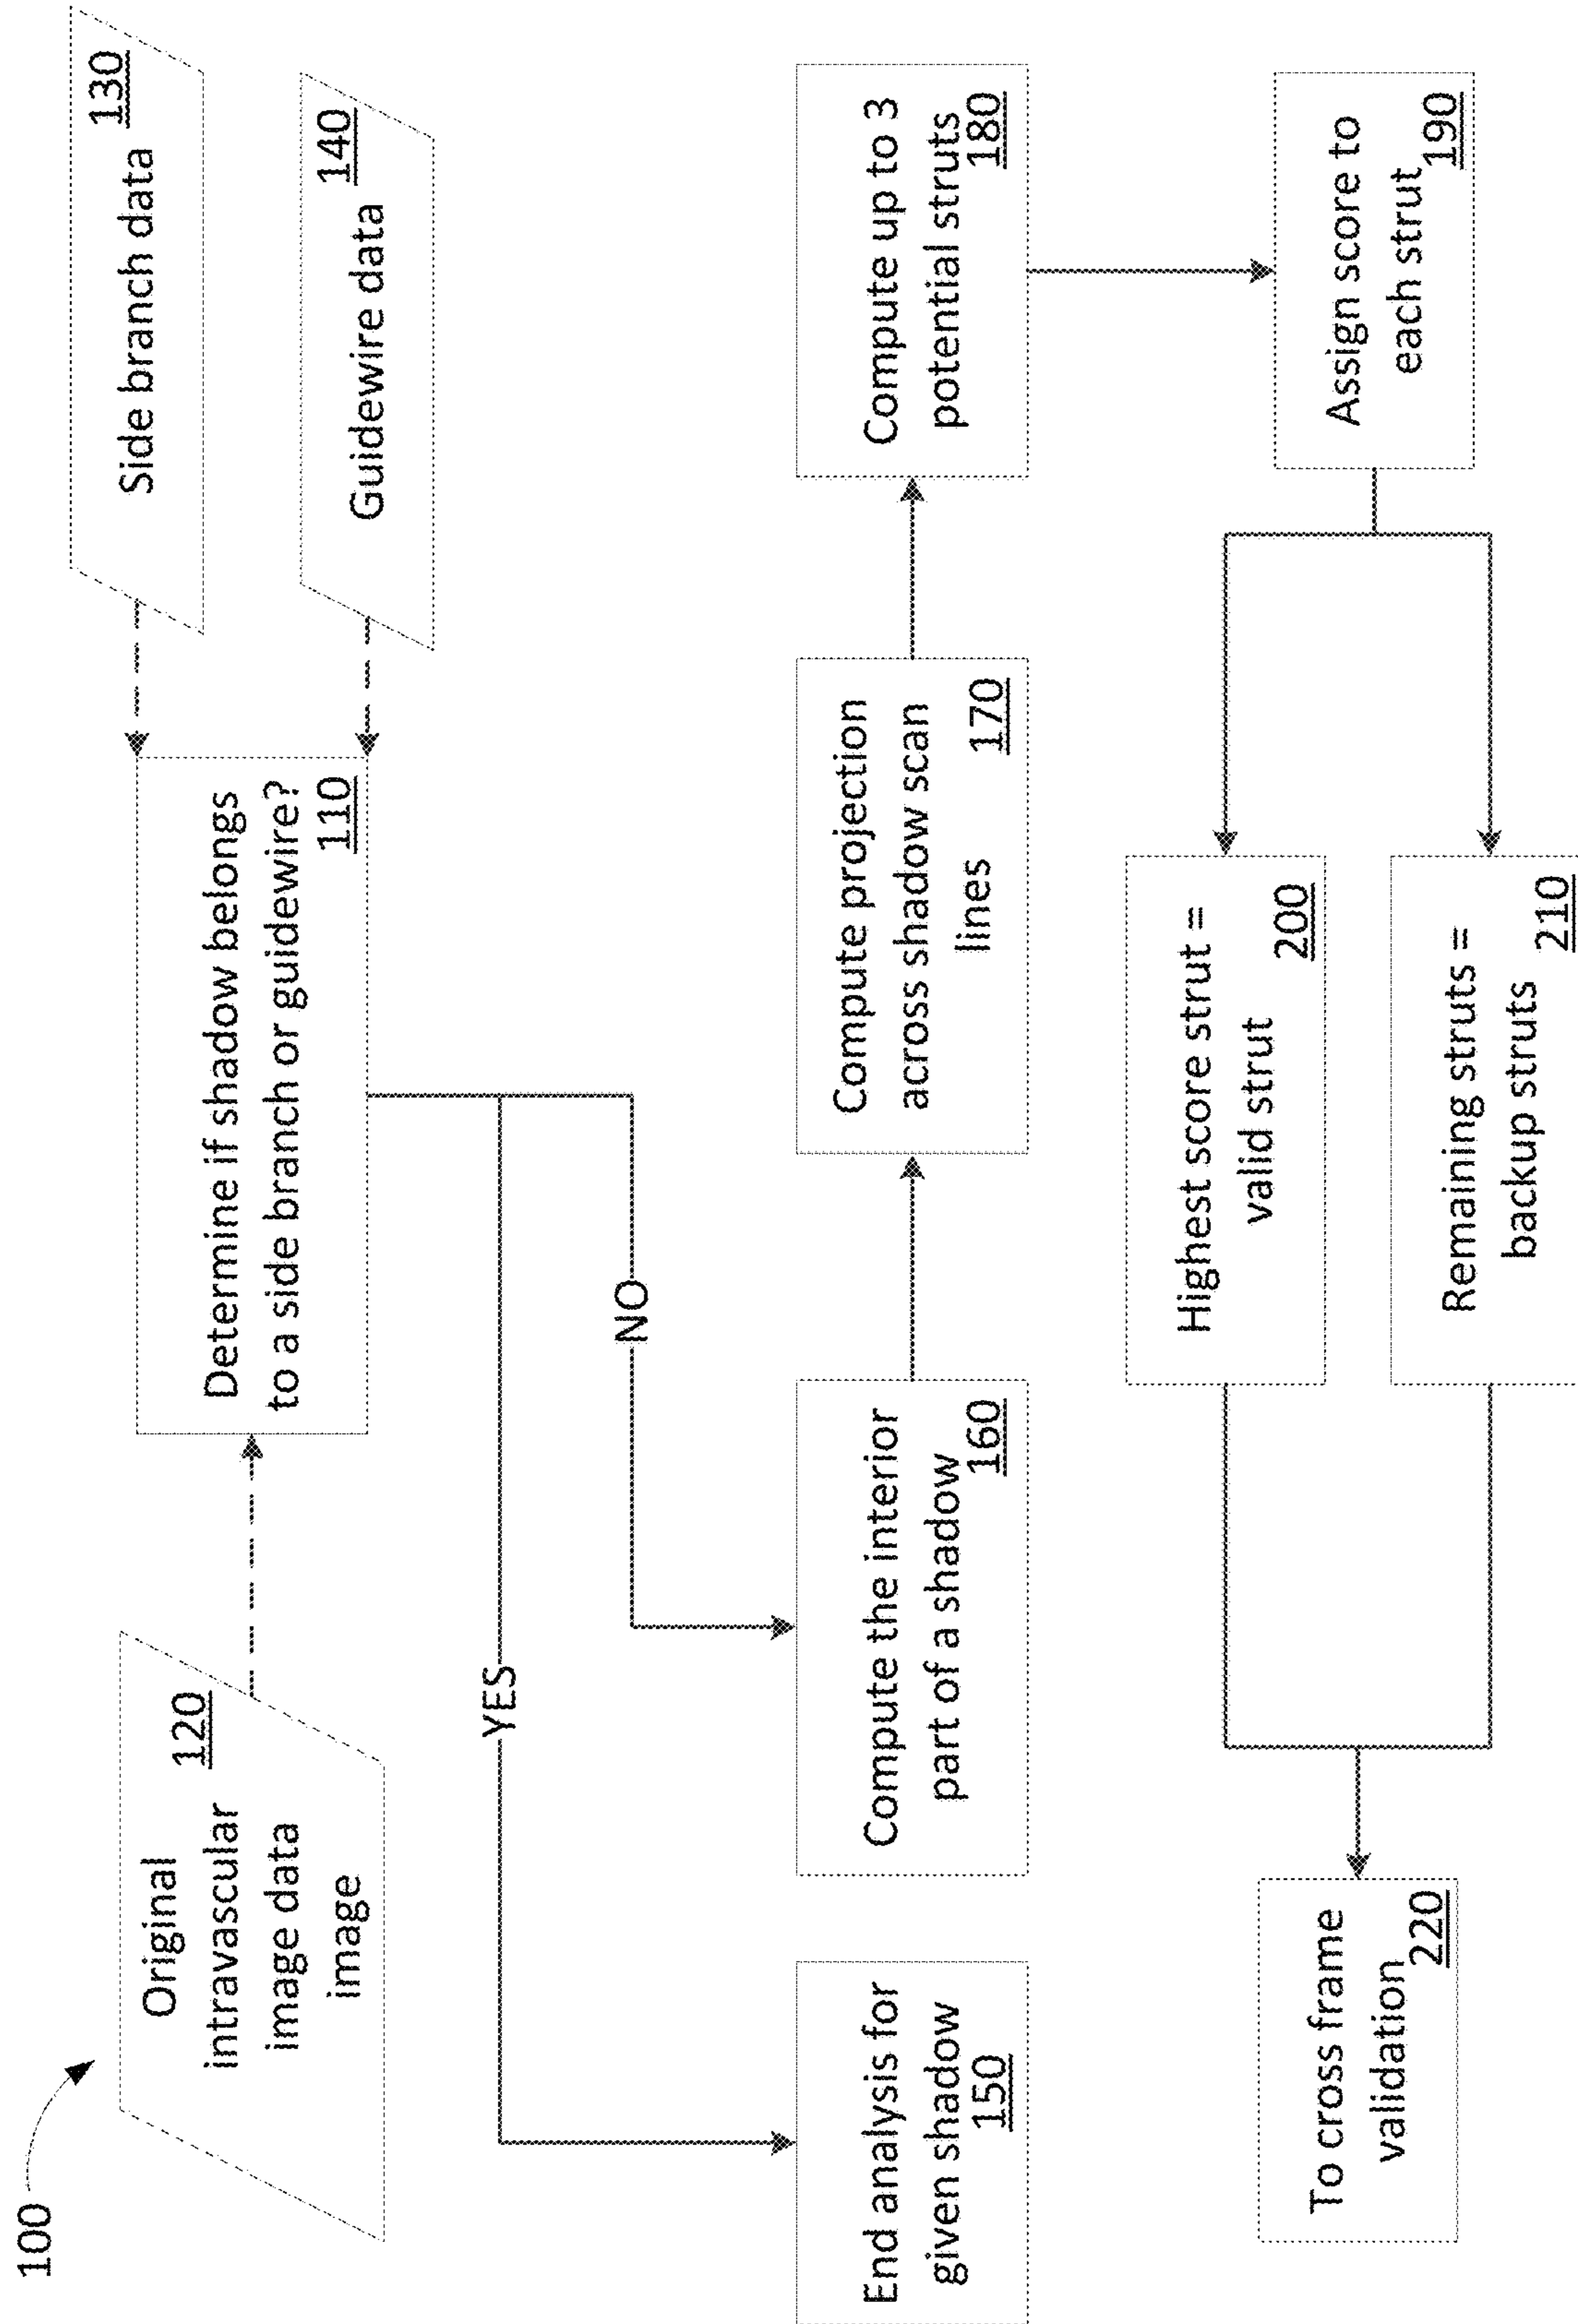 100
Original
120
intravascular
image data
image
Determine if shadow belongs
to a side branch or guidewire?
110
Side branch data
130
Guidewire data
140
YES
NO
End analysis for
given shadow
150
Compute the interior
part of a shadow
160
Compute projection
across shadow scan
lines 170
Compute up to 3
potential struts
180
Assign score to
each strut
190
Highest score strut =
valid strut
200
Remaining struts =
backup struts
210
To cross frame
validation
220